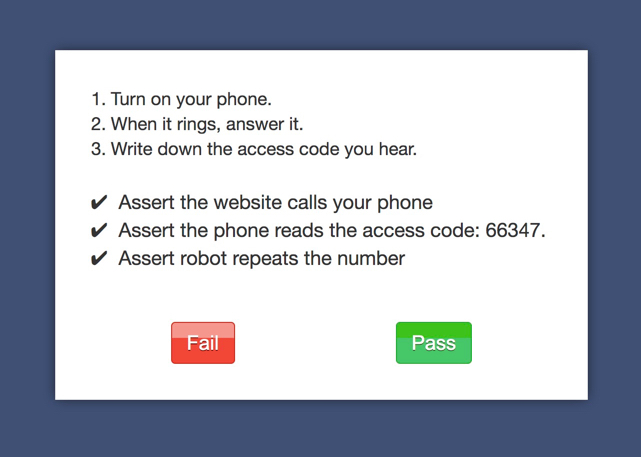 1. Turn on your phone.
2. When it rings, answer it.
3. Write down the access code you hear.
✔ Assert the website calls your phone
✔ Assert the phone reads the access code: 66347.
✔ Assert robot repeats the number
Fail
Pass